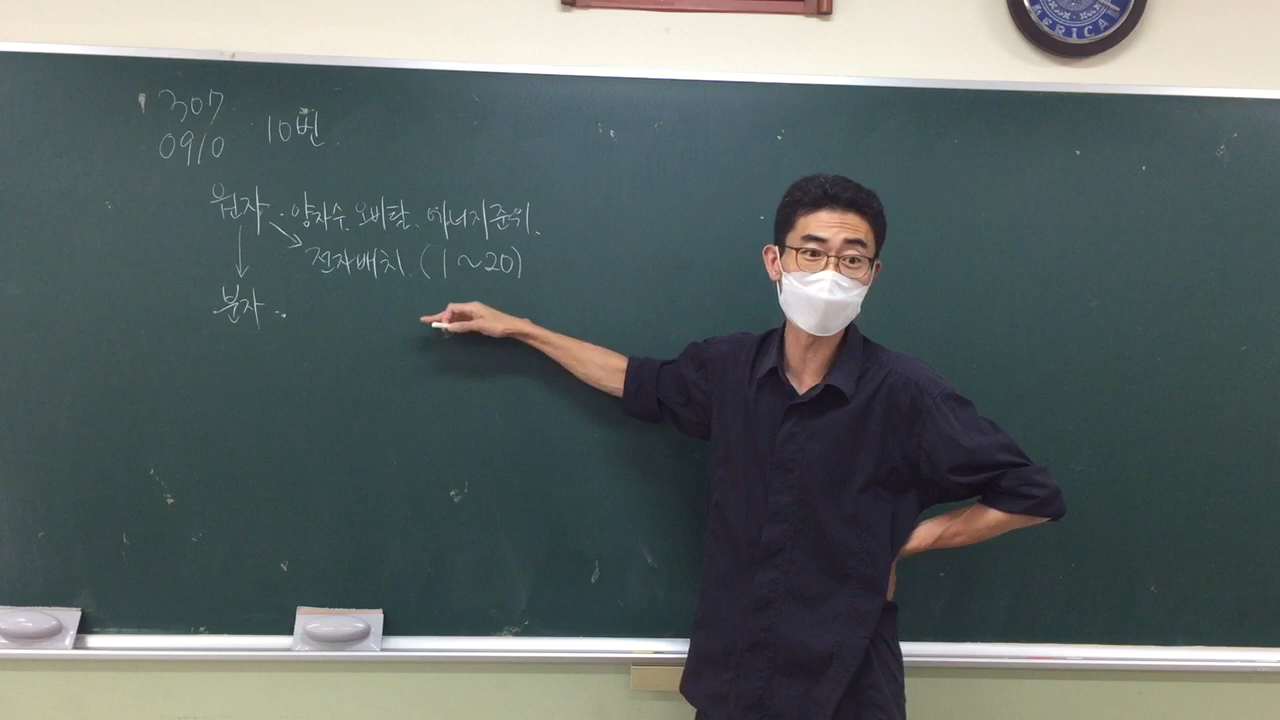 307
0910 10번
원자 · 양자수, 오비탈, 에너지준위,
전자배치. (1~20)
분자 ..
ERICA